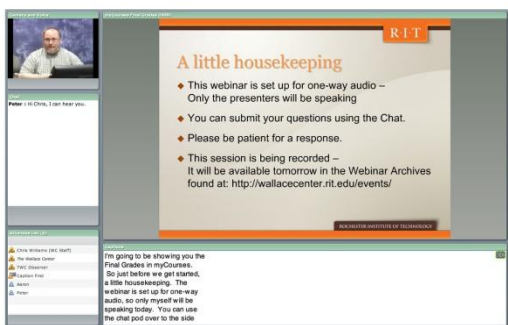 myCourses Final Grades
R·I·T
A little housekeeping
This webinar is set up for one-way audio –
Only the presenters will be speaking
You can submit your questions using the Chat.
Please be patient for a response.
This session is being recorded –
It will be available tomorrow in the Webinar Archives
found at: http://wallacecenter.rit.edu/events/
ROCHESTER INSTITUTE OF TECHNOLOGY
Chat
Peter : Hi Chris, I can hear you.
Chris Williams (WC Staff)
The Wallace Center
TWC Observer
Caption First
Aaron
Peter
I'm going to be showing you the
Final Grades in myCourses.
So just before we get started,
a little housekeeping. The
webinar is set up for one-way
audio, so only myself will be
speaking today. You can use
the chat pod over to the side